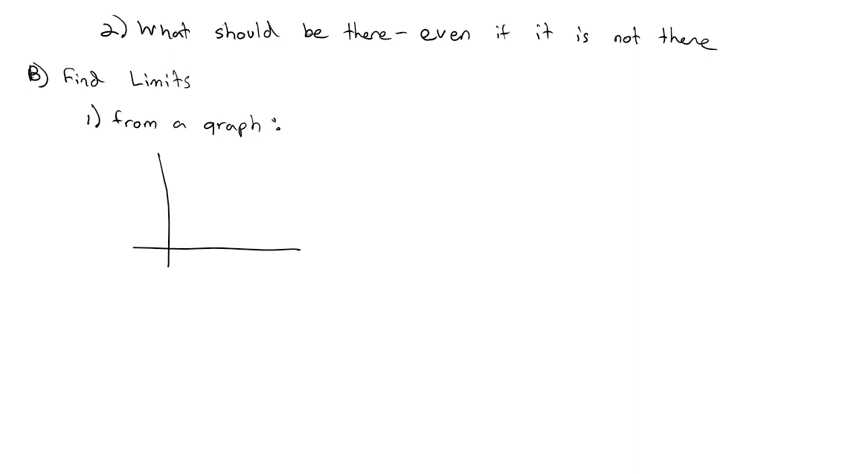 2) What should be there - even if it is not there
B) Find Limits
1) from a graph: